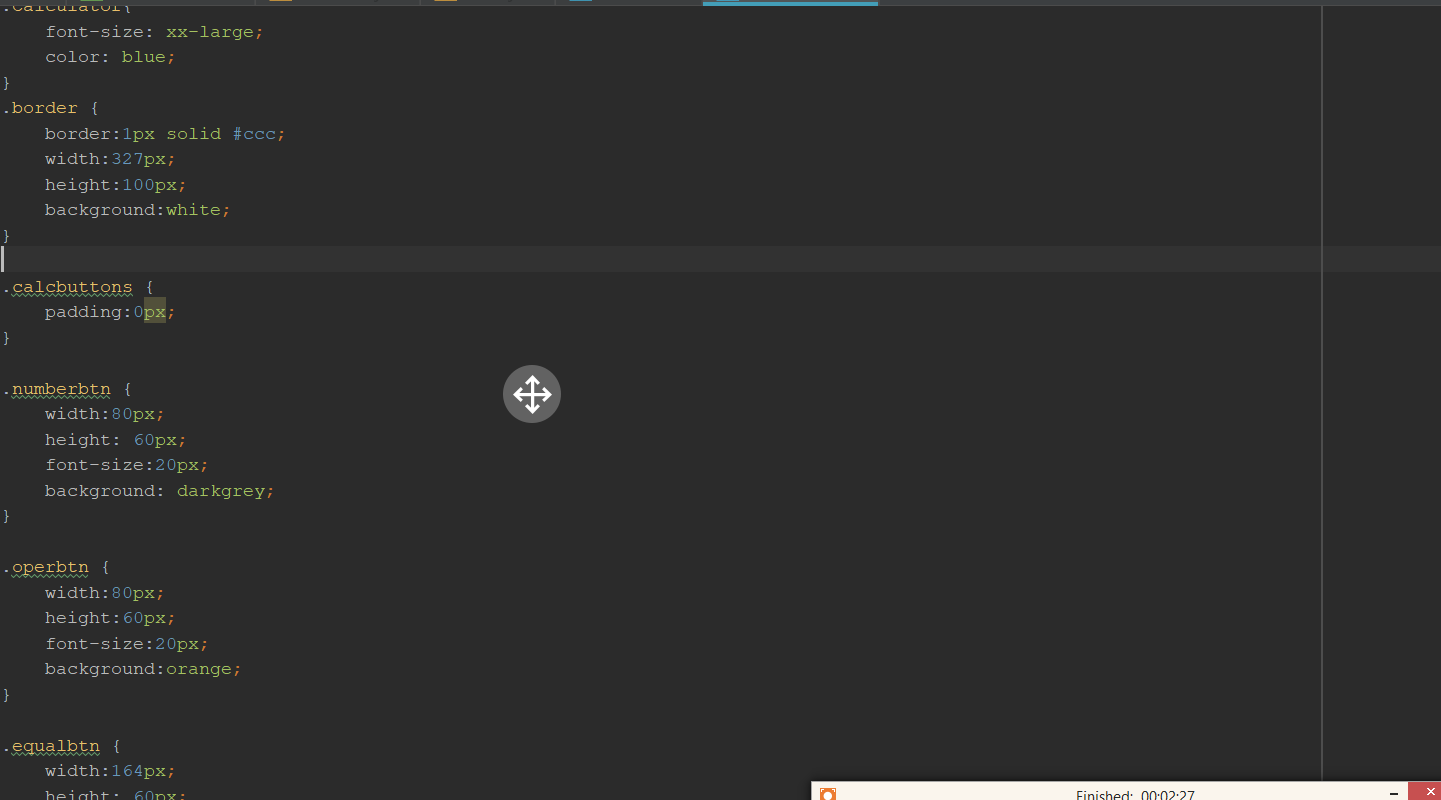 .Calculator{
    font-size: xx-large;
    color: blue;
}
.border {
    border:1px solid #ccc;
    width:327px;
    height:100px;
    background:white;
}
.calcbuttons {
    padding:0px;
}
.numberbtn {
    width:80px;
    height: 60px;
    font-size:20px;
    background: darkgrey;
}
.operbtn {
    width:80px;
    height:60px;
    font-size:20px;
    background:orange;
}
.equalbtn {
    width:164px;
    height: 60px;
Finished: 00:02:27